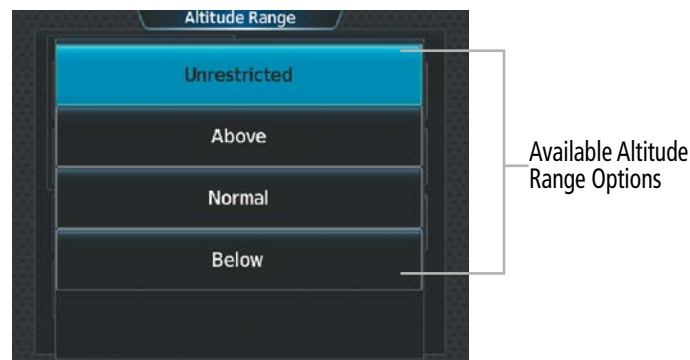 Altitude Range
Unrestricted
Above
Normal
Below
Available Altitude
Range Options